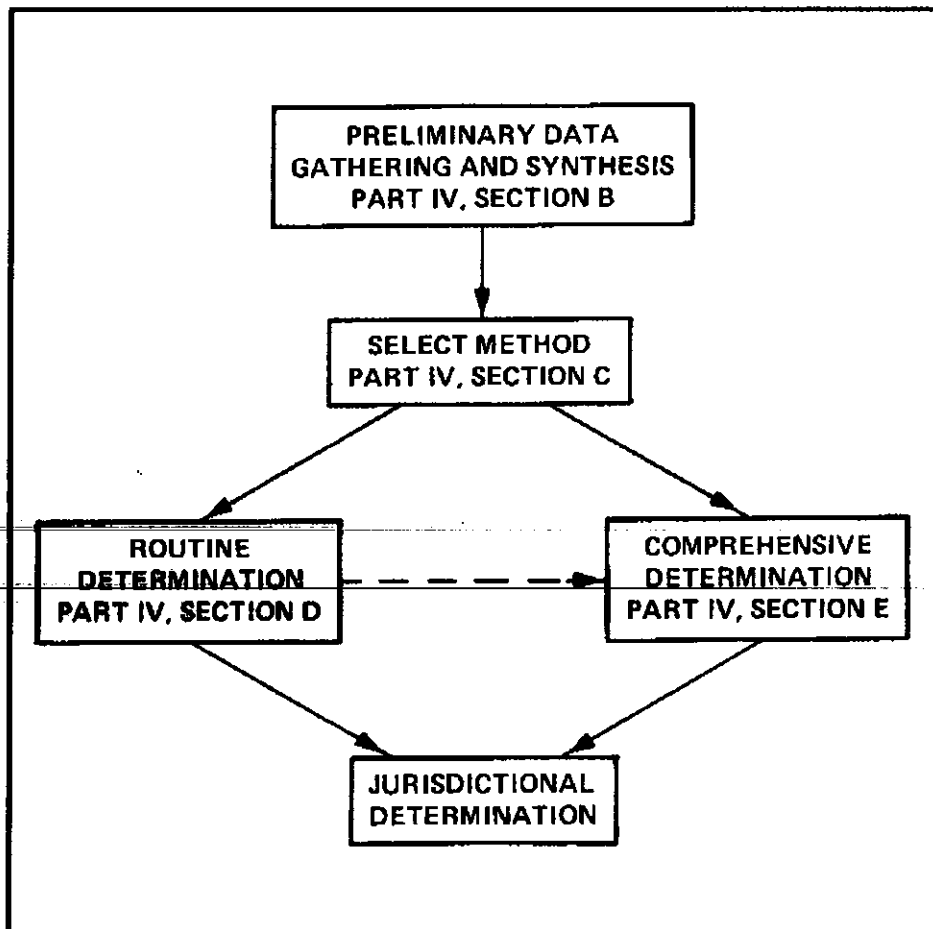 PRELIMINARY DATA
GATHERING AND SYNTHESIS
PART IV, SECTION B
SELECT METHOD
PART IV, SECTION C
ROUTINE
DETERMINATION
PART IV, SECTION D
COMPREHENSIVE
DETERMINATION
PART IV, SECTION E
JURISDICTIONAL
DETERMINATION